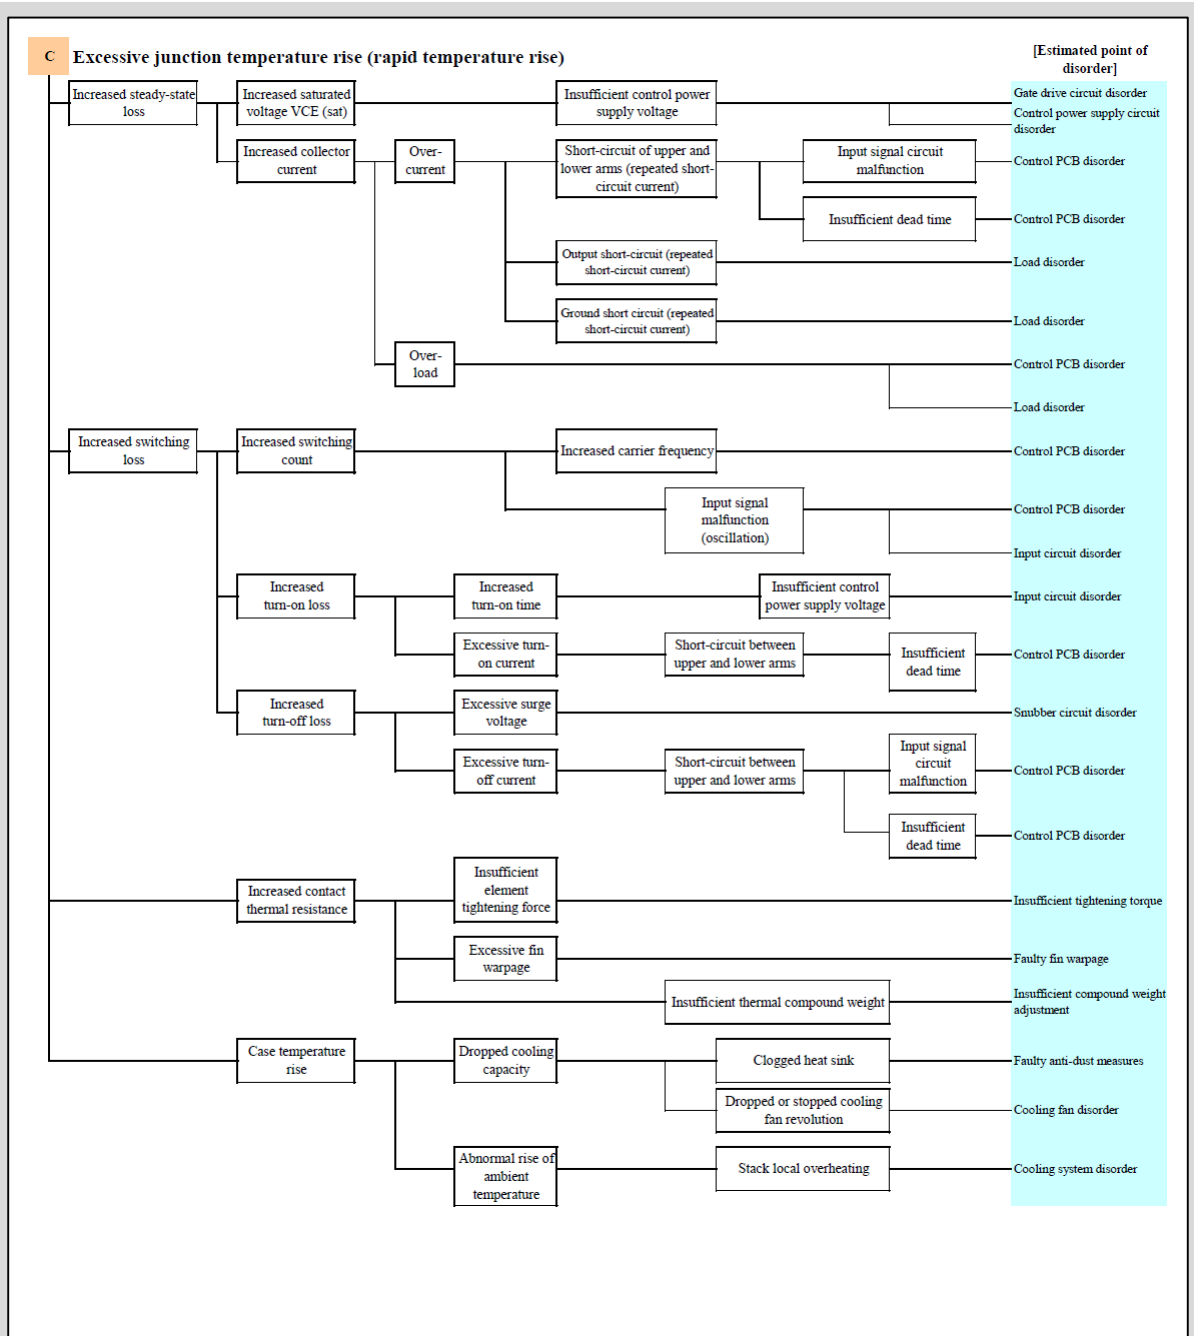 C Excessive junction temperature rise (rapid temperature rise)
[Estimated point of
disorder]
Increased steady-state
loss
Increased saturated
voltage VCE (sat)
Insufficient control power
supply voltage
Gate drive circuit disorder
Control power supply circuit
disorder
Increased collector
current
Over-
current
Short-circuit of upper and
lower arms (repeated short-
circuit current)
Input signal circuit
malfunction
Control PCB disorder
Insufficient dead time
Control PCB disorder
Output short-circuit (repeated
short-circuit current)
Load disorder
Ground short circuit (repeated
short-circuit current)
Load disorder
Over-
load
Control PCB disorder
Load disorder
Increased switching
loss
Increased switching
count
Increased carrier frequency
Control PCB disorder
Input signal
malfunction
(oscillation)
Control PCB disorder
Input circuit disorder
Increased
turn-on loss
Increased
turn-on time
Insufficient control
power supply voltage
Input circuit disorder
Excessive turn-
on current
Short-circuit between
upper and lower arms
Insufficient
dead time
Control PCB disorder
Increased
turn-off loss
Excessive surge
voltage
Snubber circuit disorder
Excessive turn-
off current
Short-circuit between
upper and lower arms
Input signal
circuit
malfunction
Control PCB disorder
Insufficient
dead time
Control PCB disorder
Increased contact
thermal resistance
Insufficient
element
tightening force
Insufficient tightening torque
Excessive fin
warpage
Faulty fin warpage
Insufficient thermal compound weight
Insufficient compound weight
adjustment
Case temperature
rise
Dropped cooling
capacity
Clogged heat sink
Faulty anti-dust measures
Dropped or stopped cooling
fan revolution
Cooling fan disorder
Abnormal rise of
ambient
temperature
Stack local overheating
Cooling system disorder